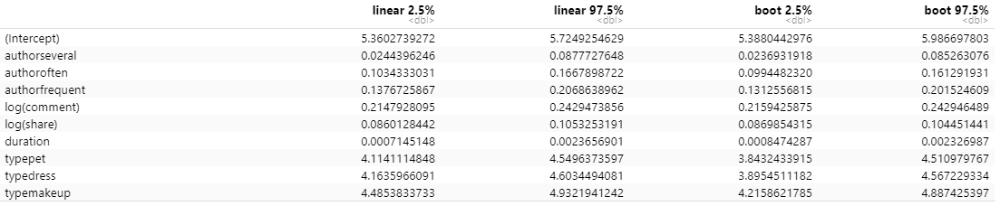 linear 2.5% linear 97.5% boot 2.5% boot 97.5%
<dbl> <dbl> <dbl> <dbl>
(Intercept) 5.3602739272 5.7249254629 5.3880442976 5.986697803
authorseveral 0.0244396246 0.0877727648 0.0236931918 0.085263076
authoroften 0.1034333031 0.1667898722 0.0994482320 0.161291931
authorfrequent 0.1376725867 0.2068638962 0.1312556815 0.201524609
log(comment) 0.2147928095 0.2429473856 0.2159425875 0.242946489
log(share) 0.0860128442 0.1053253191 0.0869854315 0.104451441
duration 0.0007145148 0.0023656901 0.0008474287 0.002326987
typepet 4.1141114848 4.5496373597 3.8432433915 4.510979767
typedress 4.1635966091 4.6034494081 3.8954511182 4.567229334
typemakeup 4.4853833733 4.9321941242 4.2158621785 4.887425397